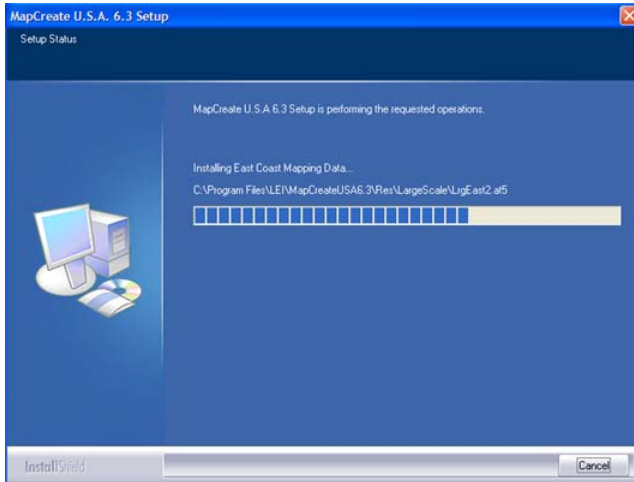 MapCreate U.S.A. 6.3 Setup
Setup Status
MapCreate U.S.A 6.3 Setup is performing the requested operations.
Installing East Coast Mapping Data...
C:\Program Files\LEI\MapCreateUSA6.3\Res\LargeScale\LrgEast2.at5
InstallShield
Cancel